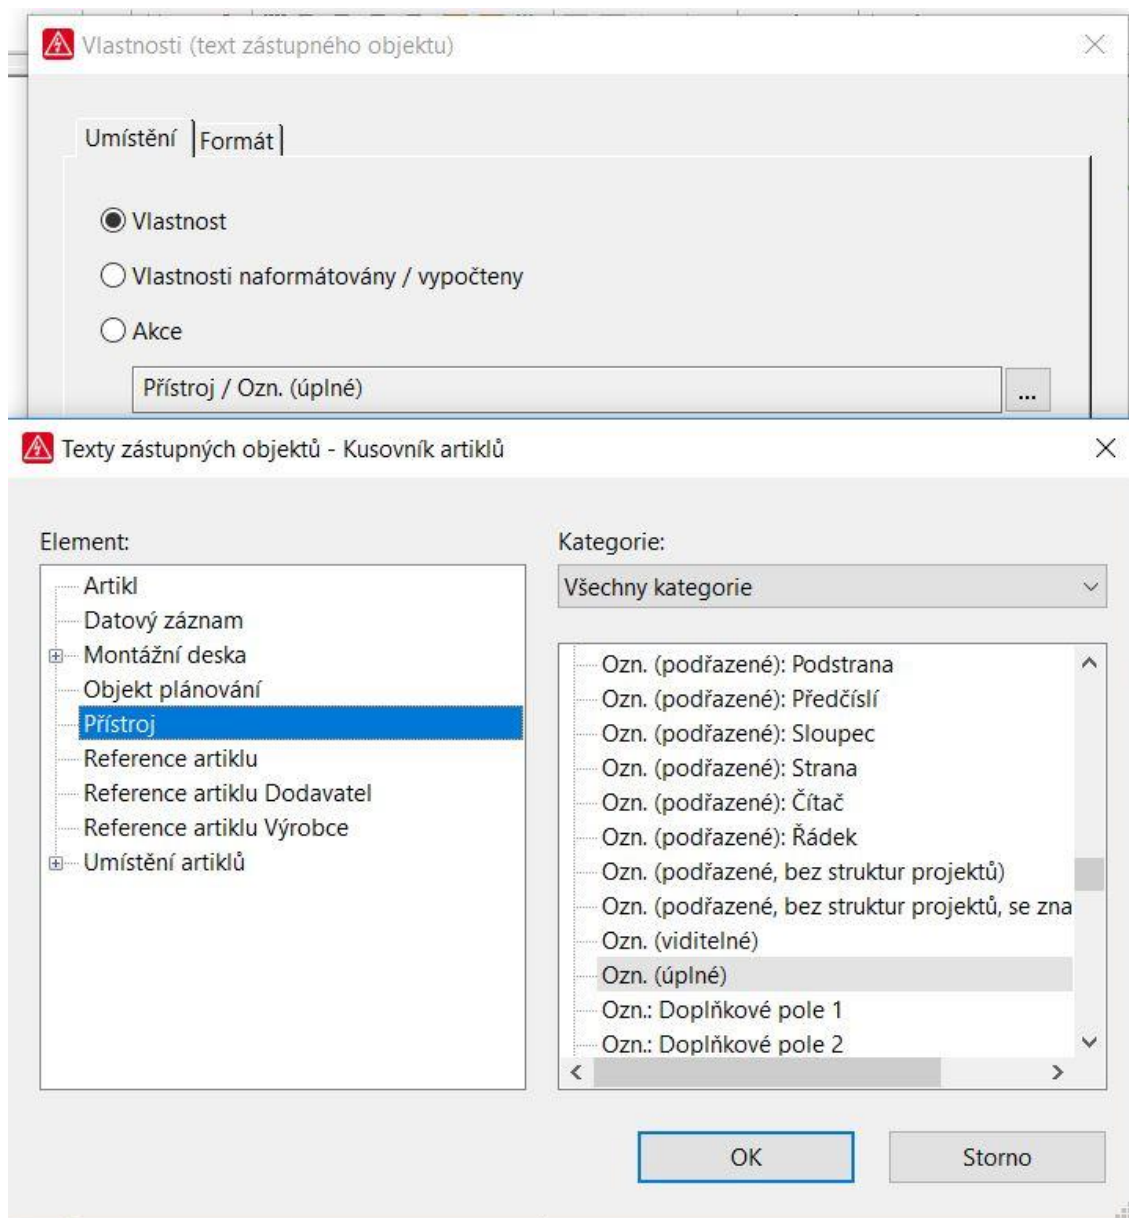 Vlastnosti (text zástupného objektu)
Umístění Formát
Vlastnost
Vlastnosti naformátovány / vypočteny
Akce
Přístroj / Ozn. (úplné) ...
Texty zástupných objektů - Kusovník artiklů
Element:
Artikl
Datový záznam
Montážní deska
Objekt plánování
Přístroj
Reference artiklu
Reference artiklu Dodavatel
Reference artiklu Výrobce
Umístění artiklů
Kategorie:
Všechny kategorie
Ozn. (podřazené): Podstrana
Ozn. (podřazené): Předčíslí
Ozn. (podřazené): Sloupec
Ozn. (podřazené): Strana
Ozn. (podřazené): Čítač
Ozn. (podřazené): Řádek
Ozn. (podřazené, bez struktur projektů)
Ozn. (podřazené, bez struktur projektů, se zna
Ozn. (viditelné)
Ozn. (úplné)
Ozn.: Doplňkové pole 1
Ozn.: Doplňkové pole 2
OK Storno